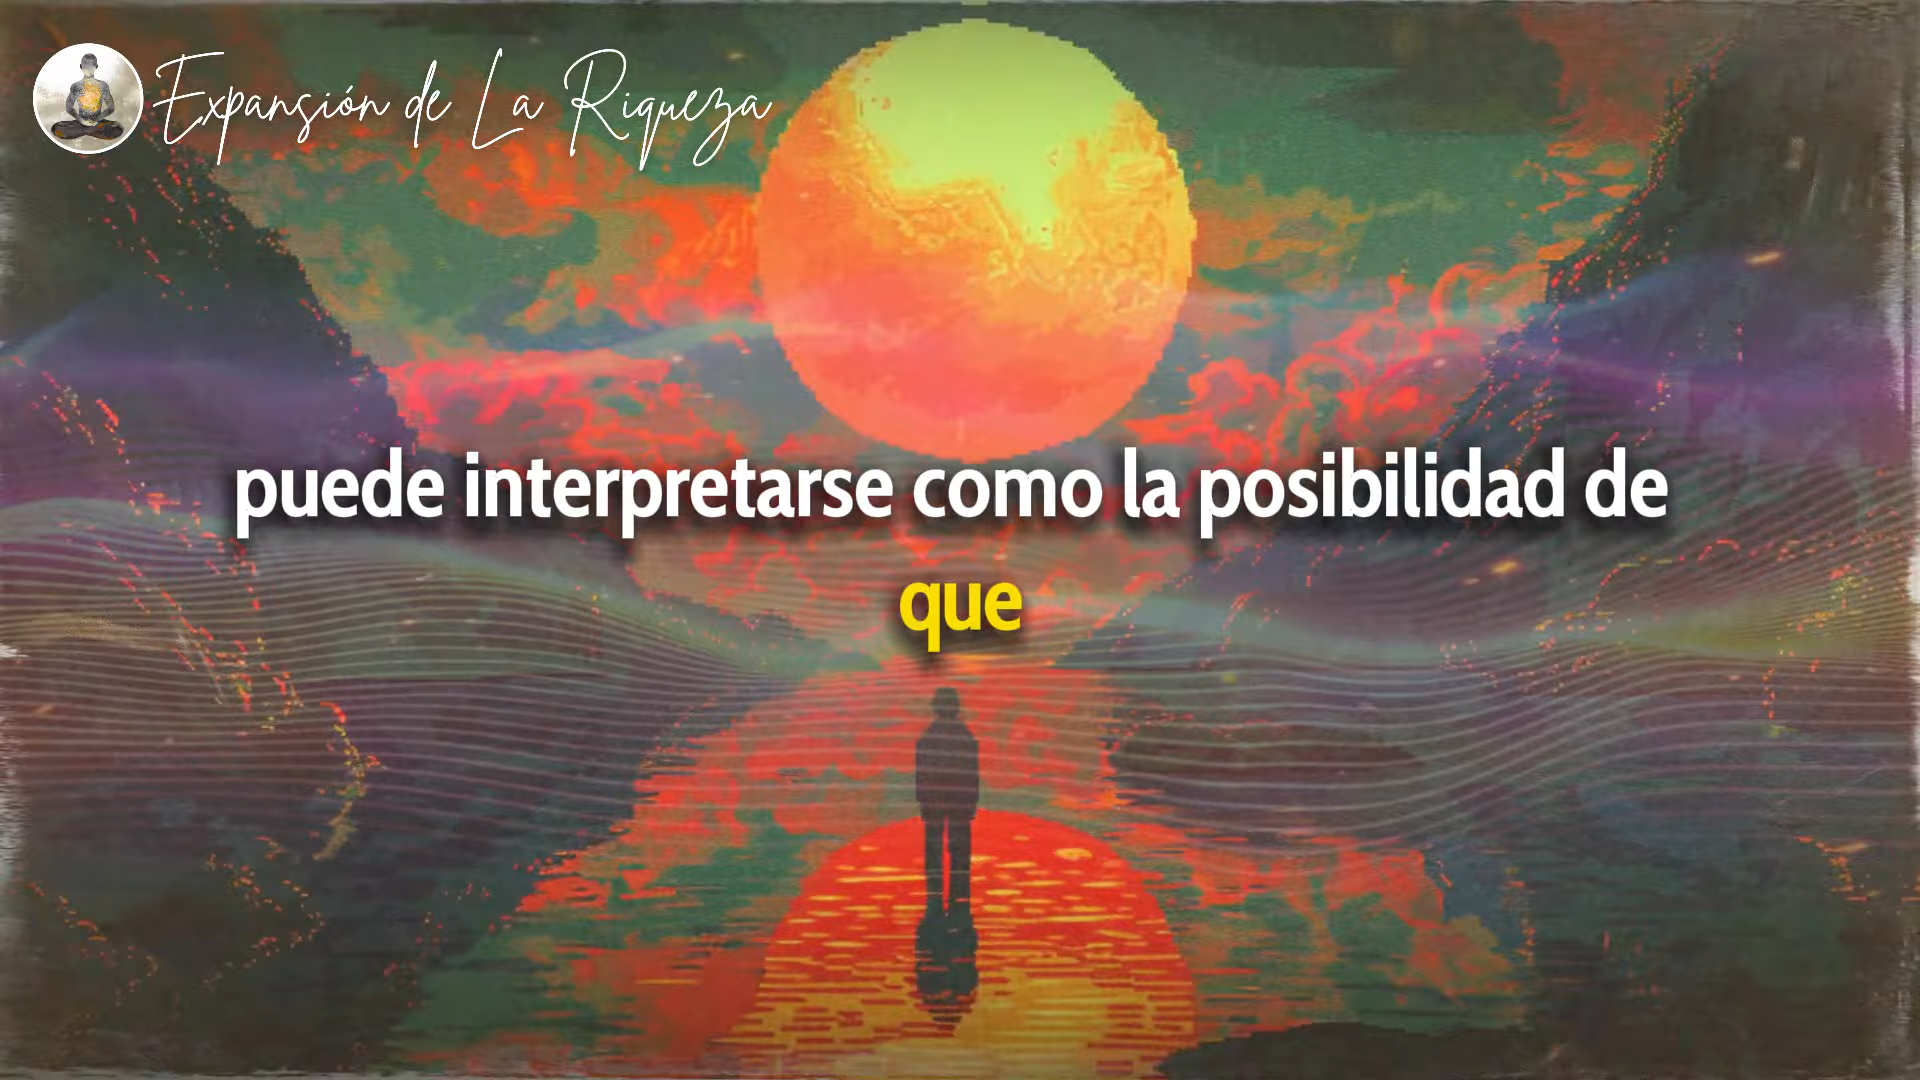 Expansión de La Riqueza
puede interpretarse como la posibilidad de
que